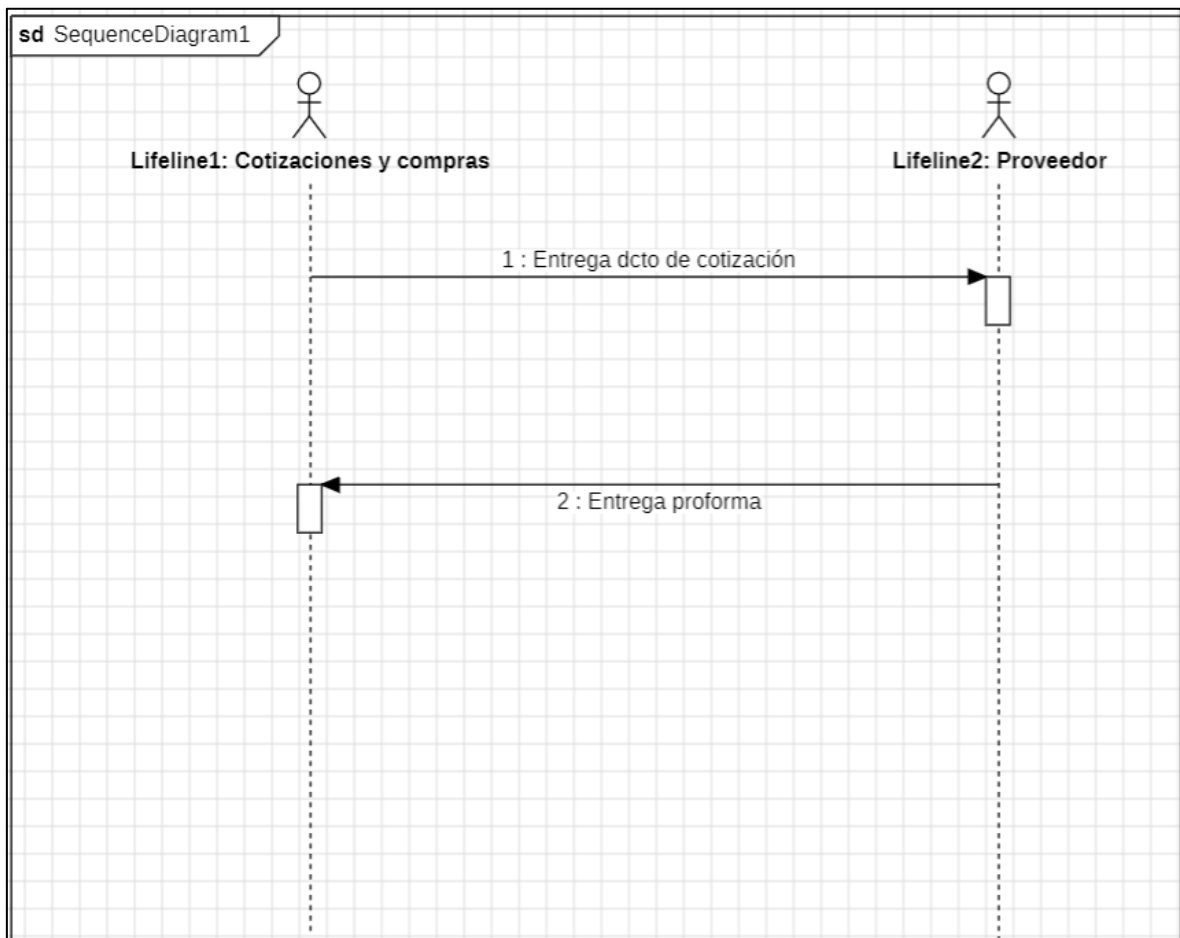 sd SequenceDiagram1
Lifeline1: Cotizaciones y compras
Lifeline2: Proveedor
1 : Entrega dcto de cotización
2 : Entrega proforma